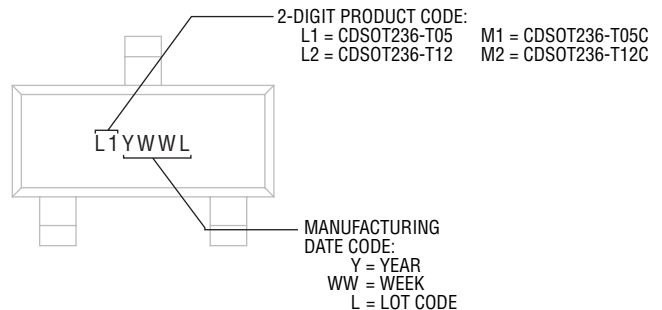 2-DIGIT PRODUCT CODE:
L1 = CDSOT236-T05 M1 = CDSOT236-T05C
L2 = CDSOT236-T12 M2 = CDSOT236-T12C
L1YWWL
MANUFACTURING
DATE CODE:
Y = YEAR
WW = WEEK
L = LOT CODE